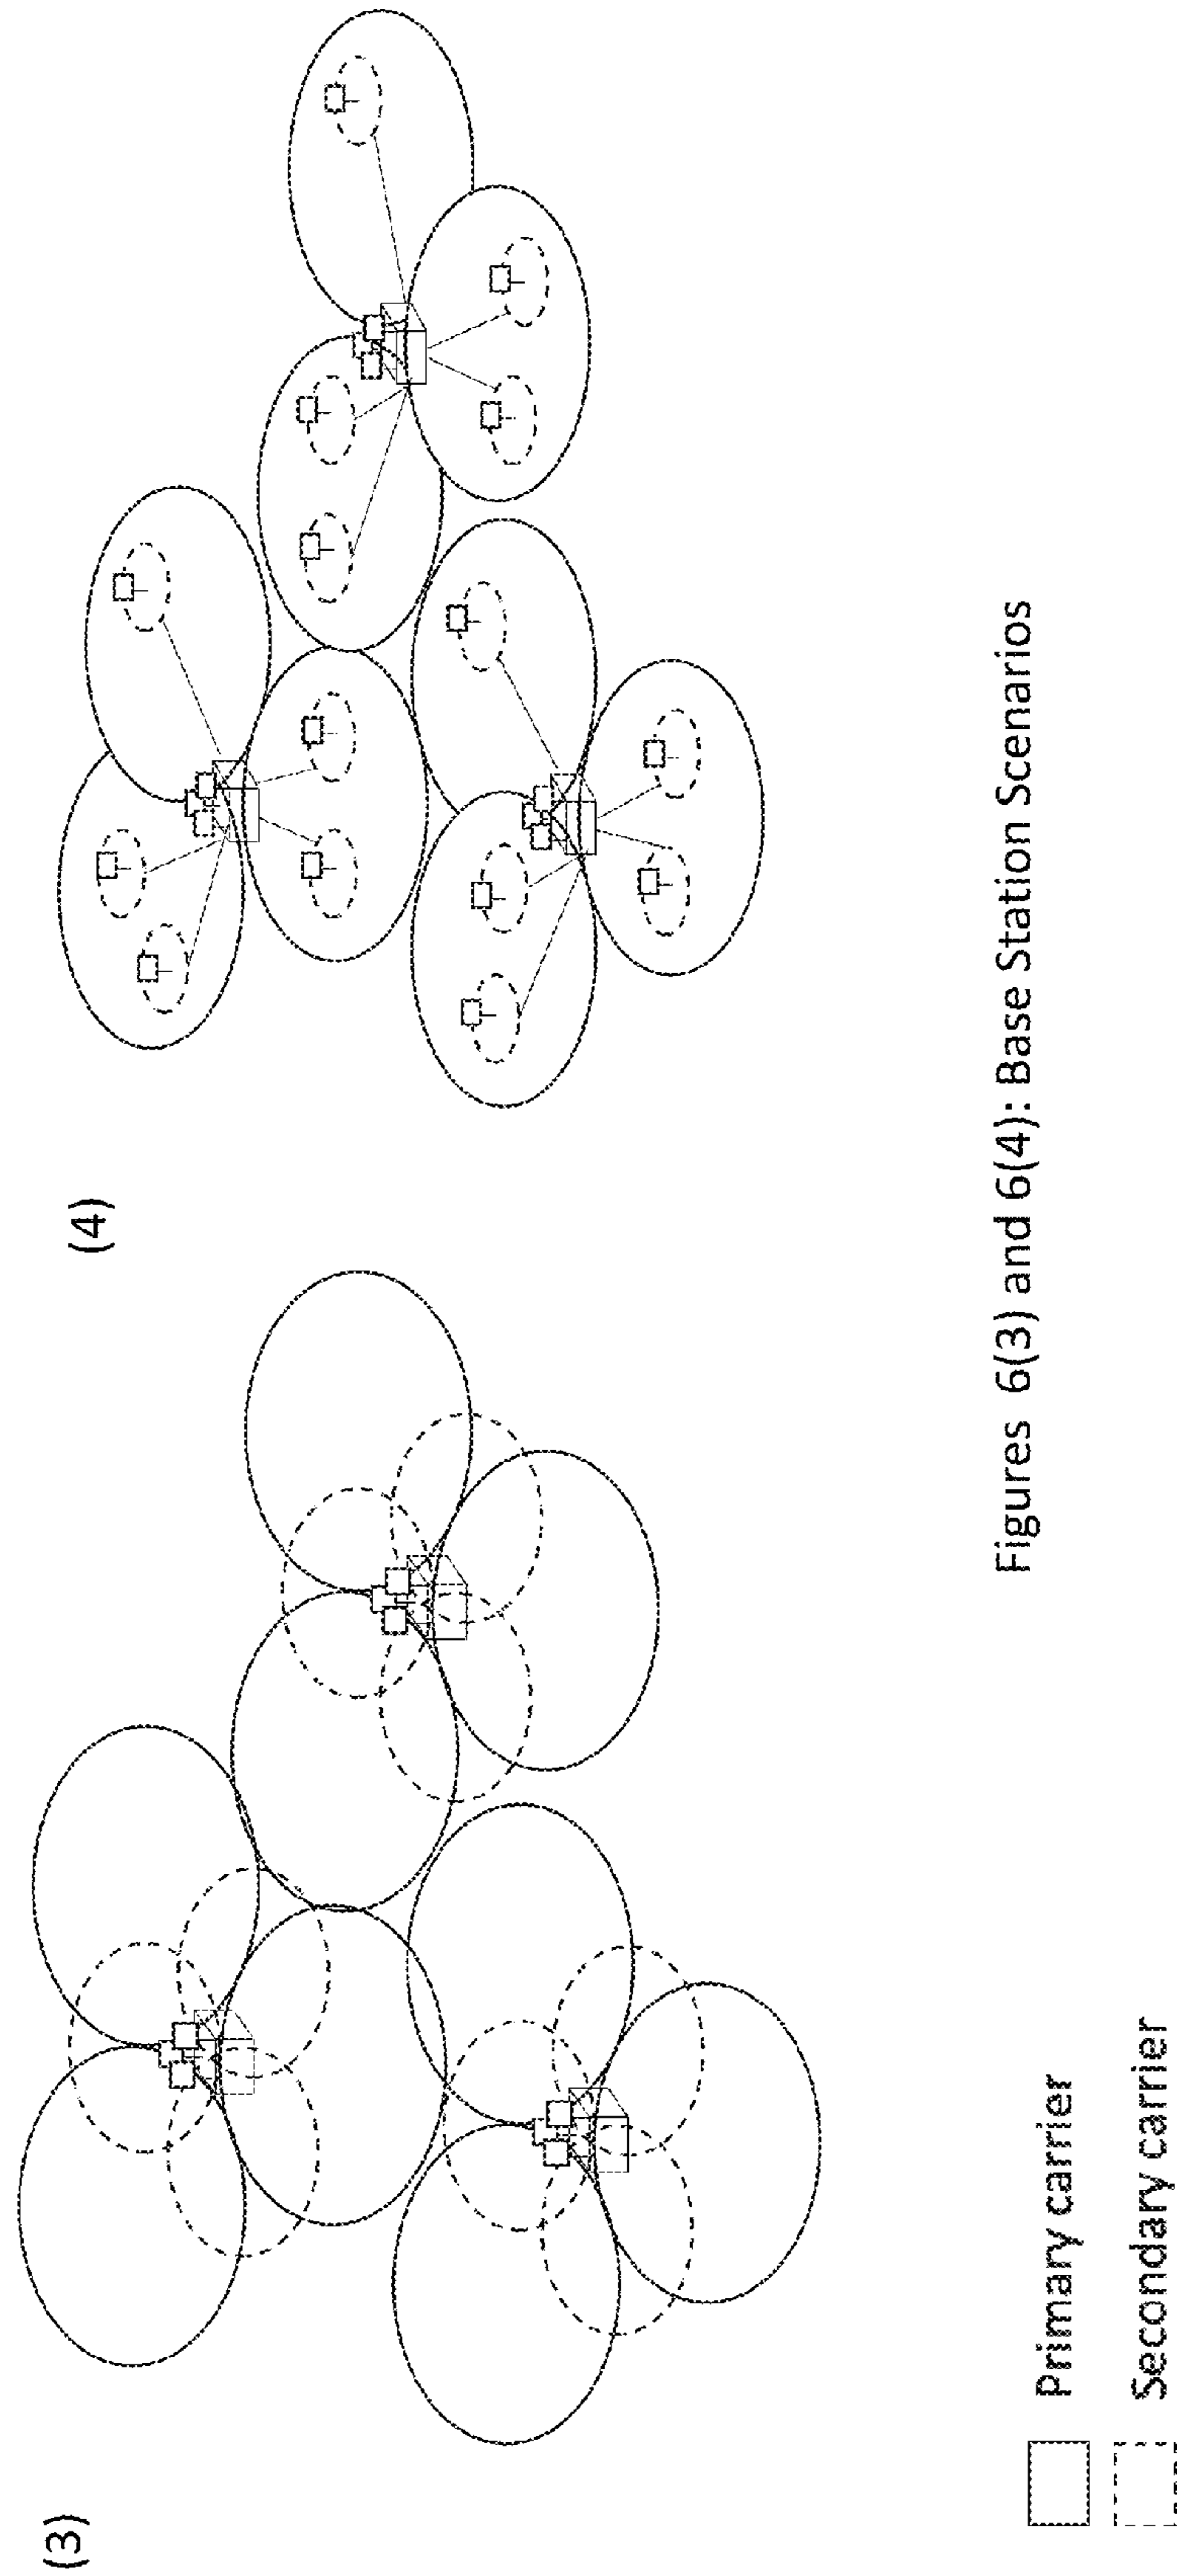 (3)
(4)
Primary carrier
Secondary carrier
Figures 6(3) and 6(4): Base Station Scenarios